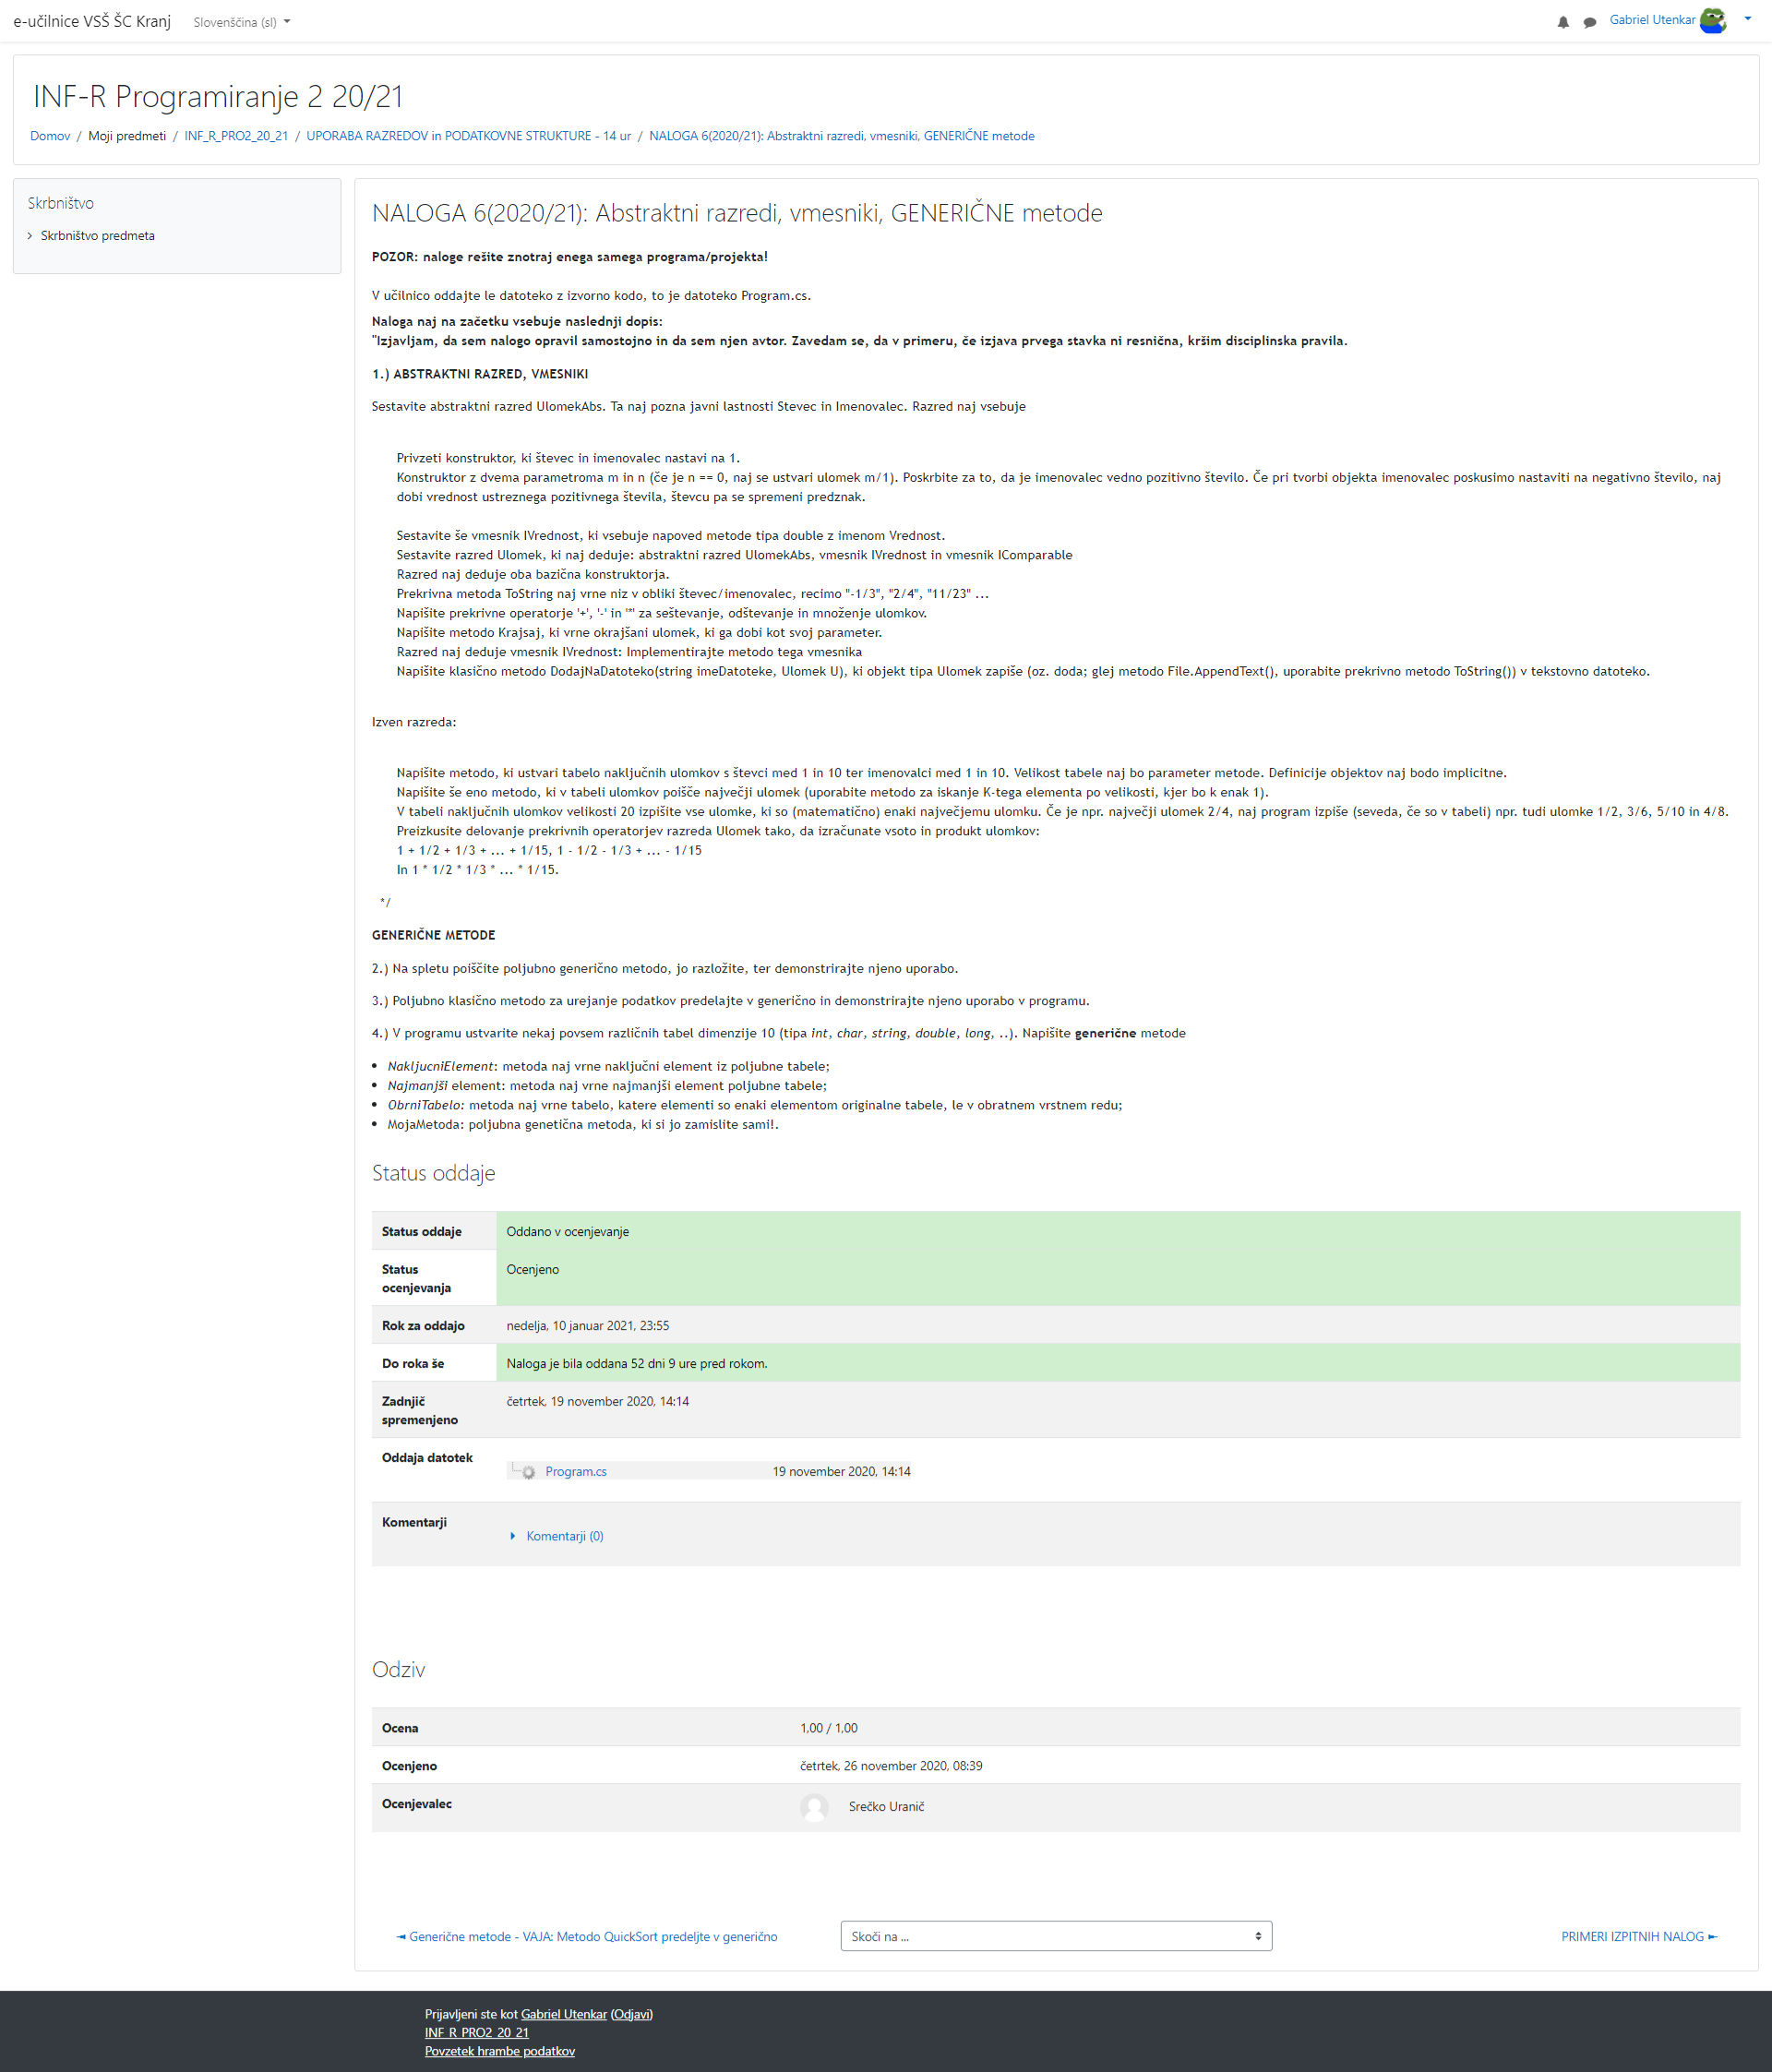 e-učilnice VSŠ ŠC Kranj
Slovenščina (sl)
Gabriel Utenkar
INF-R Programiranje 2 20/21
Domov / Moji predmeti / INF_R_PRO2_20_21 / UPORABA RAZREDOV in PODATKOVNE STRUKTURE - 14 ur / NALOGA 6(2020/21): Abstraktni razredi, vmesniki, GENERIČNE metode
Skrbništvo
Skrbništvo predmeta
NALOGA 6(2020/21): Abstraktni razredi, vmesniki, GENERIČNE metode
POZOR: naloge rešite znotraj enega samega programa/projekta!
V učilnico oddajte le datoteko z izvorno kodo, to je datoteko Program.cs.
Naloga naj na začetku vsebuje naslednji dopis:
"Izjavljam, da sem nalogo opravil samostojno in da sem njen avtor. Zavedam se, da v primeru, če izjava prvega stavka ni resnična, kršim disciplinska pravila.
1.) ABSTRAKTNI RAZRED, VMESNIKI
Sestavite abstraktni razred UlomekAbs. Ta naj pozna javni lastnosti Stevec in Imenovalec. Razred naj vsebuje
Privzeti konstruktor, ki števec in imenovalec nastavi na 1.
Konstruktor z dvema parametroma m in n (če je n == 0, naj se ustvari ulomek m/1). Poskrbite za to, da je imenovalec vedno pozitivno število. Če pri tvorbi objekta imenovalec poskusimo nastaviti na negativno število, naj
dobi vrednost ustreznega pozitivnega števila, števcu pa se spremeni predznak.
Sestavite še vmesnik IVrednost, ki vsebuje napoved metode tipa double z imenom Vrednost.
Sestavite razred Ulomek, ki naj deduje: abstraktni razred UlomekAbs, vmesnik IVrednost in vmesnik IComparable
Razred naj deduje oba bazična konstruktorja.
Prekrivna metoda ToString naj vrne niz v obliki števec/imenovalec, recimo "-1/3", "2/4", "11/23" ...
Napišite prekrivne operatorje '+', '-' in '*' za seštevanje, odštevanje in množenje ulomkov.
Napišite metodo Krajsaj, ki vrne okrajšani ulomek, ki ga dobi kot svoj parameter.
Razred naj deduje vmesnik IVrednost: Implementirajte metodo tega vmesnika
Napišite klasično metodo DodajNaDatoteko(string imeDatoteke, Ulomek U), ki objekt tipa Ulomek zapiše (oz. doda; glej metodo File.AppendText(), uporabite prekrivno metodo ToString()) v tekstovno datoteko.
Izven razreda:
Napišite metodo, ki ustvari tabelo naključnih ulomkov s števci med 1 in 10 ter imenovalci med 1 in 10. Velikost tabele naj bo parameter metode. Definicije objektov naj bodo implicitne.
Napišite še eno metodo, ki v tabeli ulomkov poišče največji ulomek (uporabite metodo za iskanje K-tega elementa po velikosti, kjer bo k enak 1).
V tabeli naključnih ulomkov velikosti 20 izpišite vse ulomke, ki so (matematično) enaki največjemu ulomku. Če je npr. največji ulomek 2/4, naj program izpiše (seveda, če so v tabeli) npr. tudi ulomke 1/2, 3/6, 5/10 in 4/8.
Preizkusite delovanje prekrivnih operatorjev razreda Ulomek tako, da izračunate vsoto in produkt ulomkov:
1 + 1/2 + 1/3 + ... + 1/15, 1 - 1/2 - 1/3 + ... - 1/15
In 1 * 1/2 * 1/3 * ... * 1/15.
*/
GENERIČNE METODE
2.) Na spletu poiščite poljubno generično metodo, jo razložite, ter demonstrirajte njeno uporabo.
3.) Poljubno klasično metodo za urejanje podatkov predelajte v generično in demonstrirajte njeno uporabo v programu.
4.) V programu ustvarite nekaj povsem različnih tabel dimenzije 10 (tipa int, char, string, double, long, ..). Napišite generične metode
• NakljucniElement: metoda naj vrne naključni element iz poljubne tabele;
• Najmanjši element: metoda naj vrne najmanjši element poljubne tabele;
• ObrniTabelo: metoda naj vrne tabelo, katere elementi so enaki elementom originalne tabele, le v obratnem vrstnem redu;
• MojaMetoda: poljubna genetična metoda, ki si jo zamislite sami!.
Status oddaje
Status oddaje Oddano v ocenjevanje
Status Ocenjeno
ocenjevanja
Rok za oddajo nedelja, 10 januar 2021, 23:55
Do roka še Naloga je bila oddana 52 dni 9 ure pred rokom.
Zadnjič četrtek, 19 november 2020, 14:14
spremenjeno
Oddaja datotek
Program.cs 19 november 2020, 14:14
Komentarji
Komentarji (0)
Odziv
Ocena 1,00 / 1,00
Ocenjeno četrtek, 26 november 2020, 08:39
Ocenjevalec Srečko Uranič
◄ Generične metode - VAJA: Metodo QuickSort predeljte v generično
Skoči na ...
PRIMERI IZPITNIH NALOG ►
Prijavljeni ste kot Gabriel Utenkar (Odjavi)
INF_R_PRO2_20_21
Povzetek hrambe podatkov